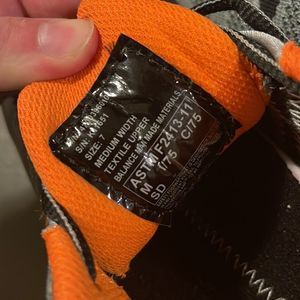 SIZE: 7
MEDIUM WIDTH
TEXTILE UPPER
BALANCE MAN MADE MATERIALS
ASTM F2413-11
M I/75 C/75
SD